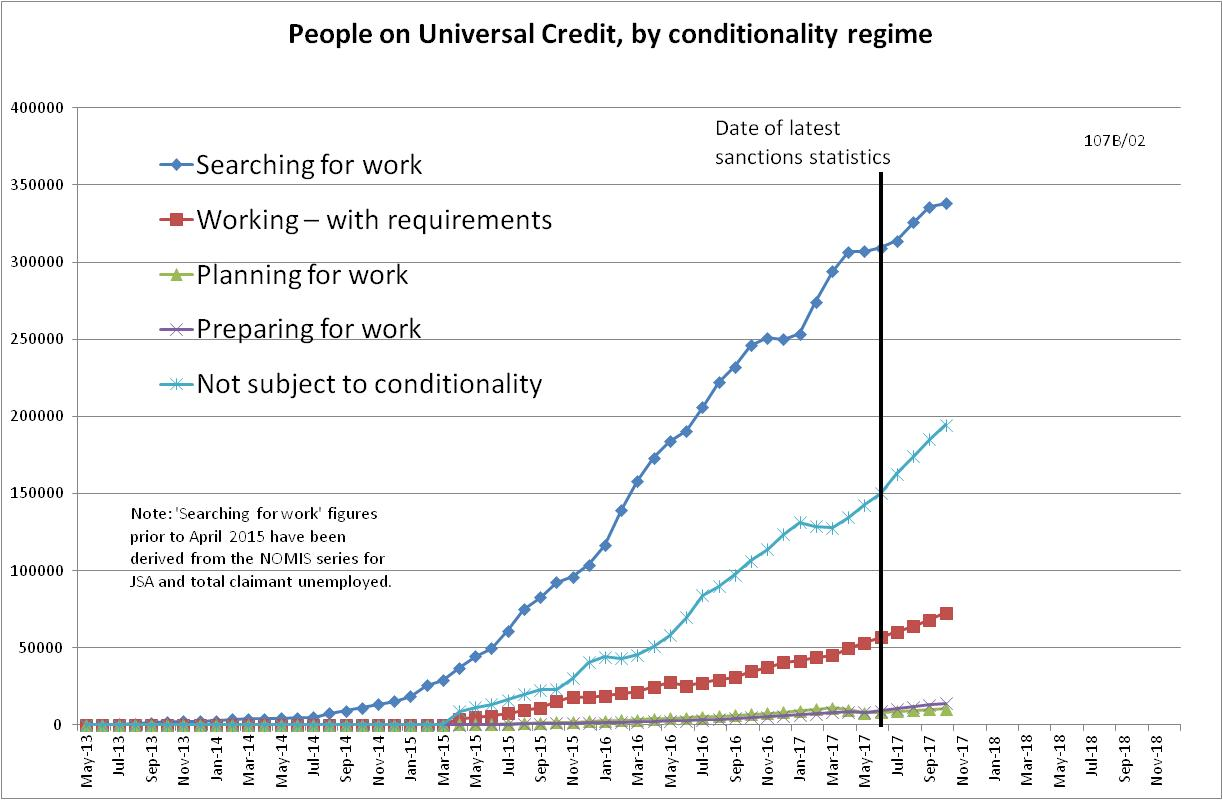 People on Universal Credit, by conditionality regime
400000
350000
300000
250000
200000
150000
100000
50000
0
Date of latest
sanctions statistics
107B/02
Searching for work
Working – with requirements
Planning for work
Preparing for work
Not subject to conditionality
Note: 'Searching for work' figures
prior to April 2015 have been
derived from the NOMIS series for
JSA and total claimant unemployed.
May-13
Jul-13
Sep-13
Nov-13
Jan-14
Mar-14
May-14
Jul-14
Sep-14
Nov-14
Jan-15
Mar-15
May-15
Jul-15
Sep-15
Nov-15
Jan-16
Mar-16
May-16
Jul-16
Sep-16
Nov-16
Jan-17
Mar-17
May-17
Jul-17
Sep-17
Nov-17
Jan-18
Mar-18
May-18
Jul-18
Sep-18
Nov-18